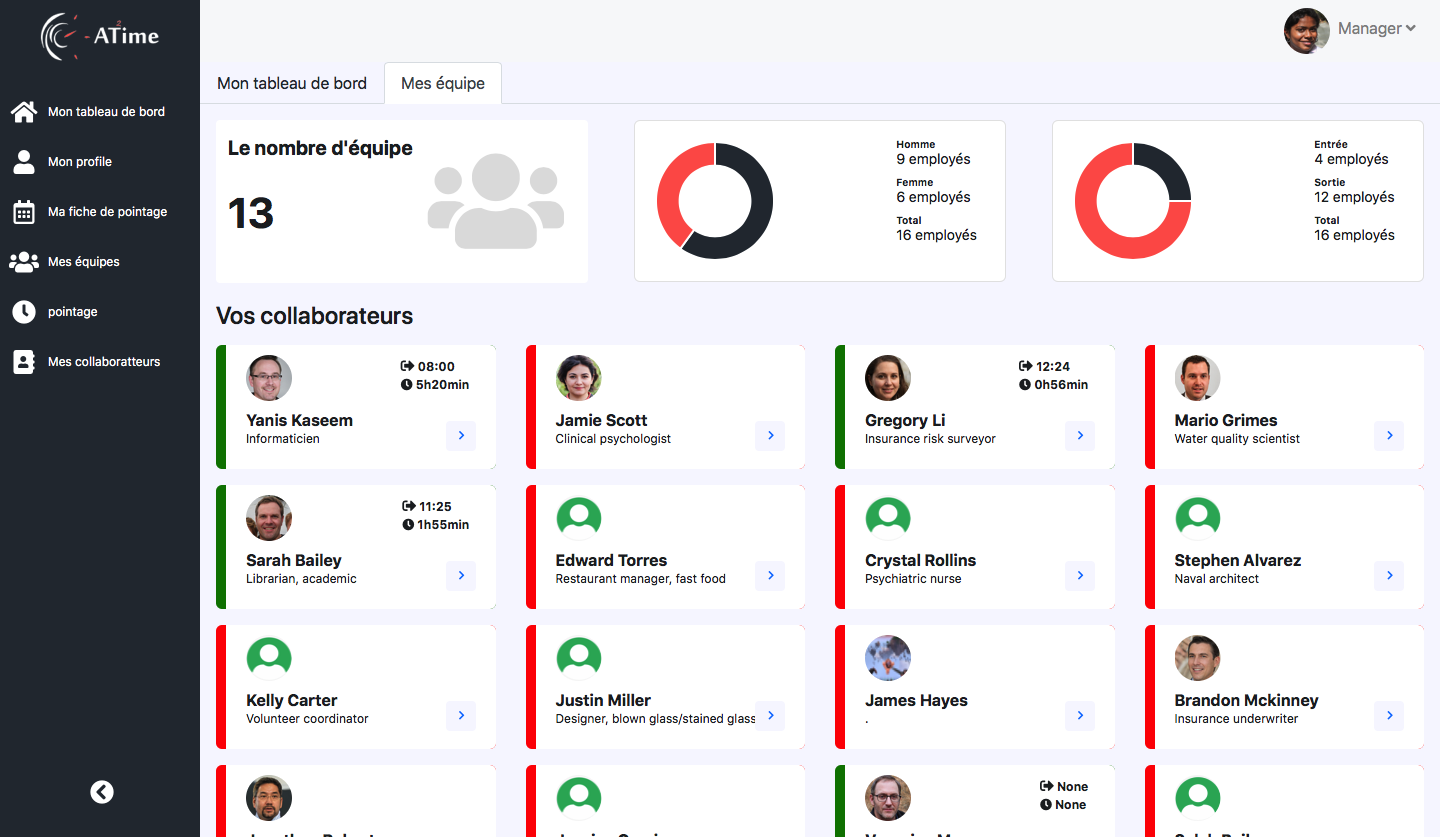 ATime
2
Manager
Mon tableau de bord
Mon profile
Ma fiche de pointage
Mes équipes
pointage
Mes collaboratteurs
Mon tableau de bord
Mes équipe
Le nombre d'équipe
13
Homme
9 employés
Femme
6 employés
Total
16 employés
Entrée
4 employés
Sortie
12 employés
Total
16 employés
Vos collaborateurs
08:00
5h20min
Yanis Kaseem
Informaticien
Jamie Scott
Clinical psychologist
12:24
0h56min
Gregory Li
Insurance risk surveyor
Mario Grimes
Water quality scientist
11:25
1h55min
Sarah Bailey
Librarian, academic
Edward Torres
Restaurant manager, fast food
Crystal Rollins
Psychiatric nurse
Stephen Alvarez
Naval architect
Kelly Carter
Volunteer coordinator
Justin Miller
Designer, blown glass/stained glass
James Hayes
.
Brandon Mckinney
Insurance underwriter
None
None